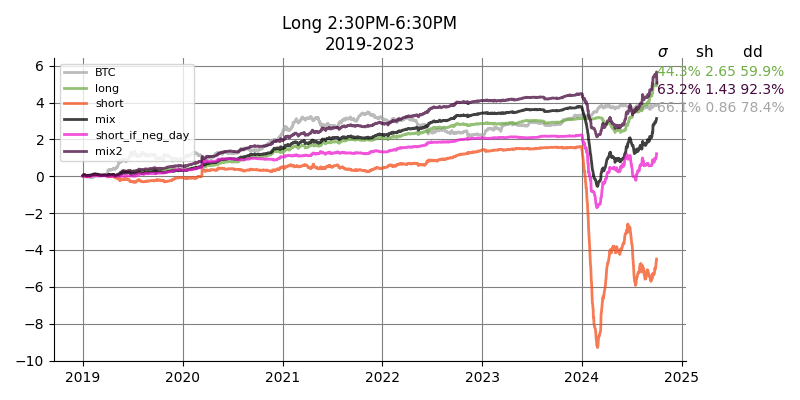 Long 2:30PM-6:30PM
2019-2023
σ sh dd
44.3% 2.65 59.9%
63.2% 1.43 92.3%
66.1% 0.86 78.4%
BTC
long
short
mix
short_if_neg_day
mix2
6
4
2
0
−2
−4
−6
−8
−10
2019 2020 2021 2022 2023 2024 2025